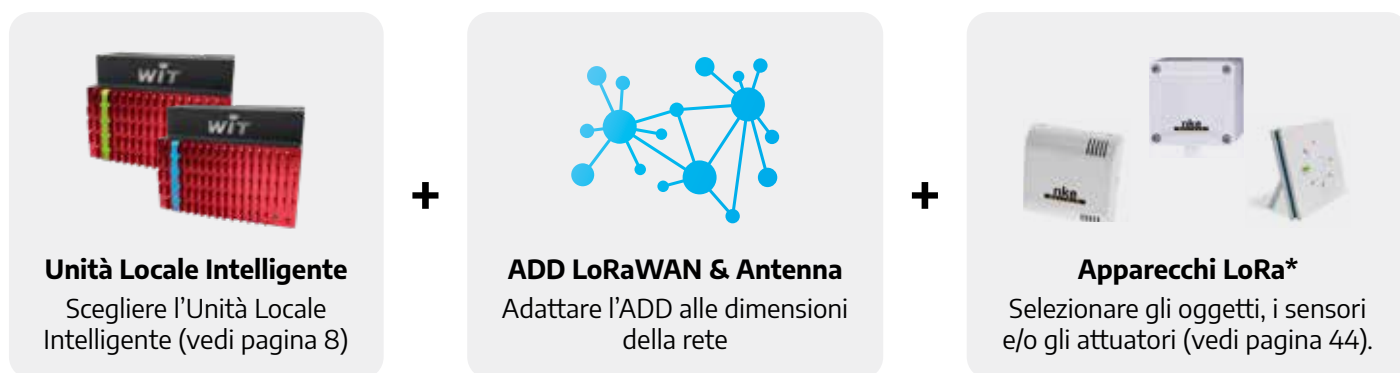 WIT
WIT
nke
nke
+
+
Unità Locale Intelligente
Scegliere l’Unità Locale
Intelligente (vedi pagina 8)
ADD LoRaWAN & Antenna
Adattare l’ADD alle dimensioni
della rete
Apparecchi LoRa*
Selezionare gli oggetti, i sensori
e/o gli attuatori (vedi pagina 44).